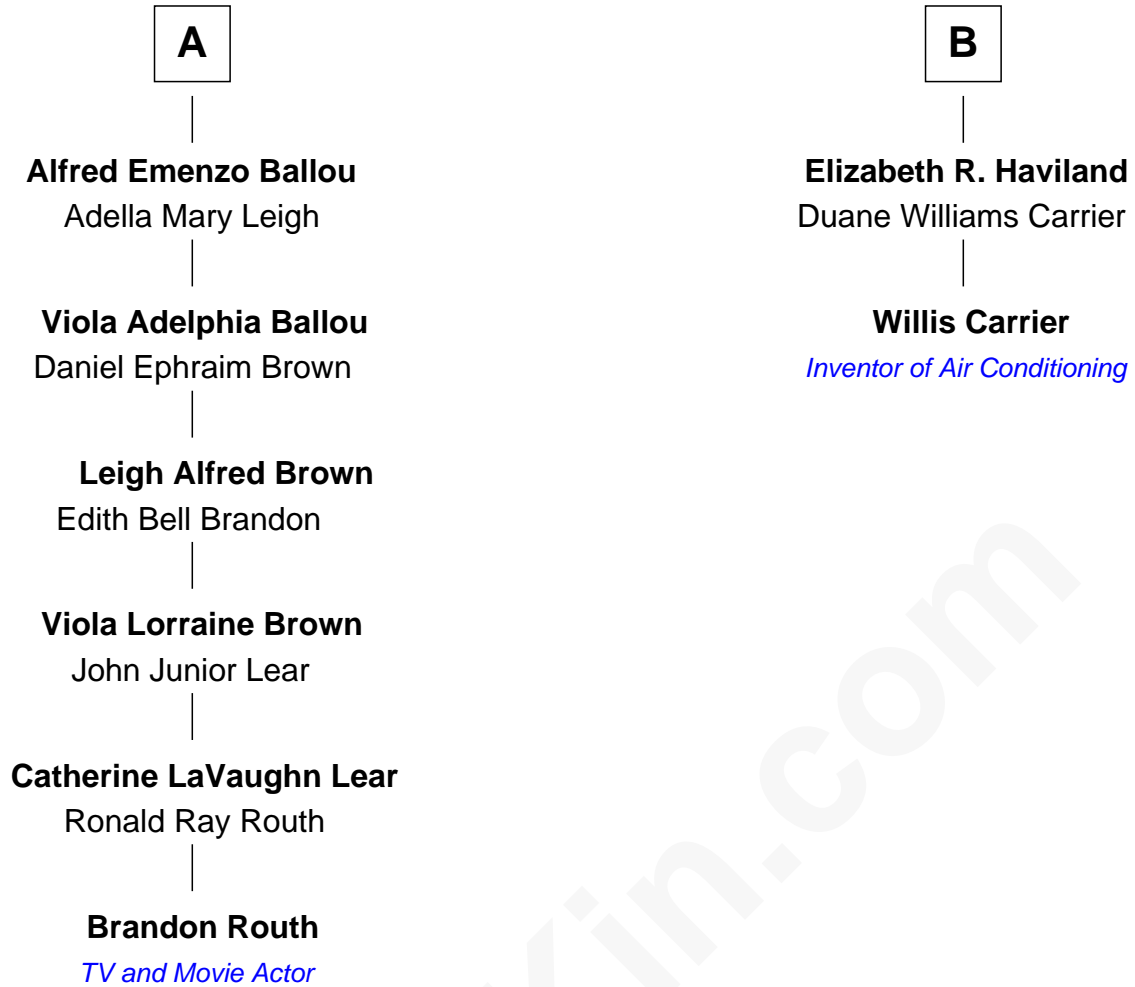 A
Alfred Emenzo Ballou
Adella Mary Leigh
Viola Adelphia Ballou
Daniel Ephraim Brown
Leigh Alfred Brown
Edith Bell Brandon
Viola Lorraine Brown
John Junior Lear
Catherine LaVaughn Lear
Ronald Ray Routh
Brandon Routh
TV and Movie Actor
B
Elizabeth R. Haviland
Duane Williams Carrier
Willis Carrier
Inventor of Air Conditioning
Kin.com